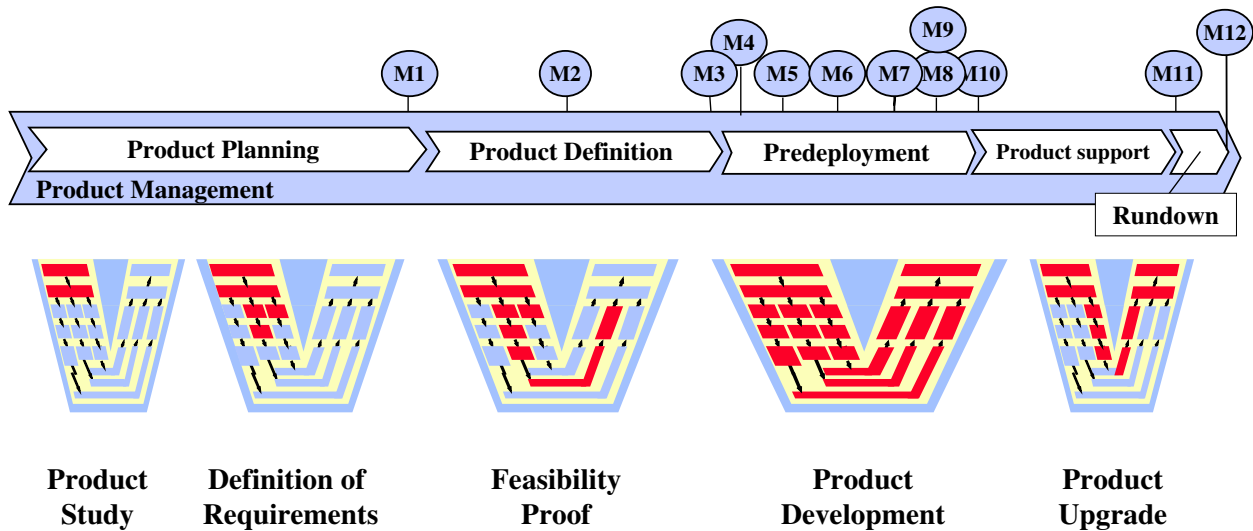 M12
M9
M4
M1
M2
M3
M5
M6
M7
M8
M10
M11
Product Planning
Product Definition
Predeployment
Product support
Product Management
Rundown
Product
Study
Definition of
Requirements
Feasibility
Proof
Product
Development
Product
Upgrade